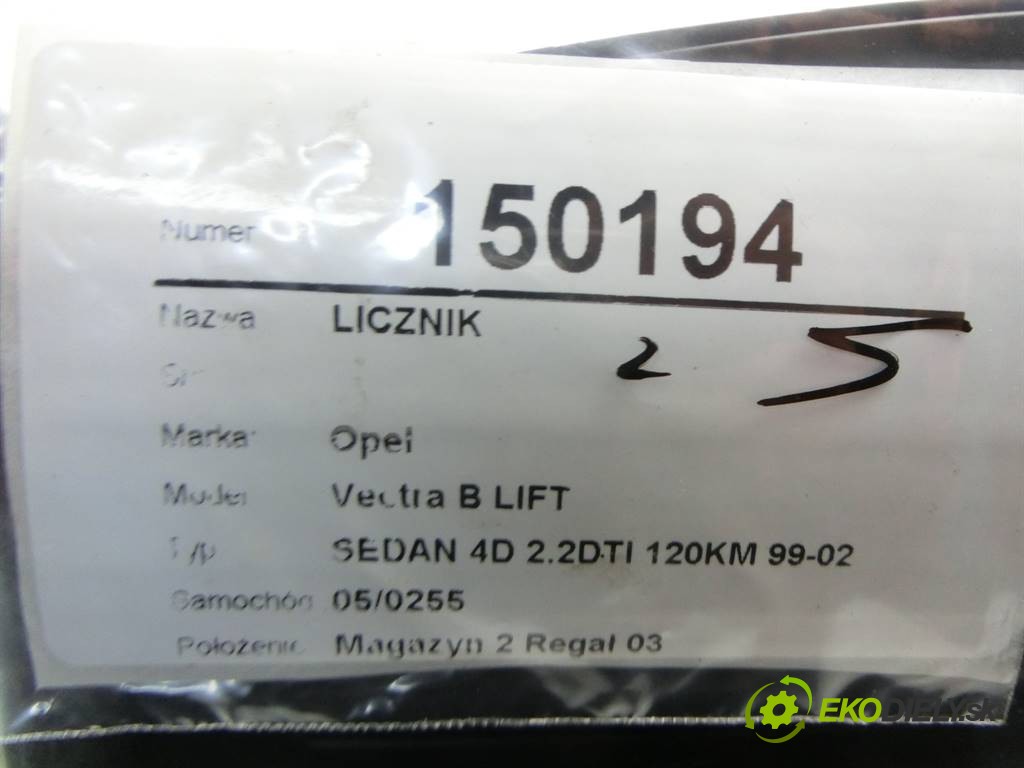 Numer 150194
Nazwa LICZNIK
2 5
Marka Opel
Model Vectra B LIFT
Typ SEDAN 4D 2.2DTI 120KM 99-02
Samochód 05/0255
Położenie Magazyn 2 Regał 03
EKODIELY.sk